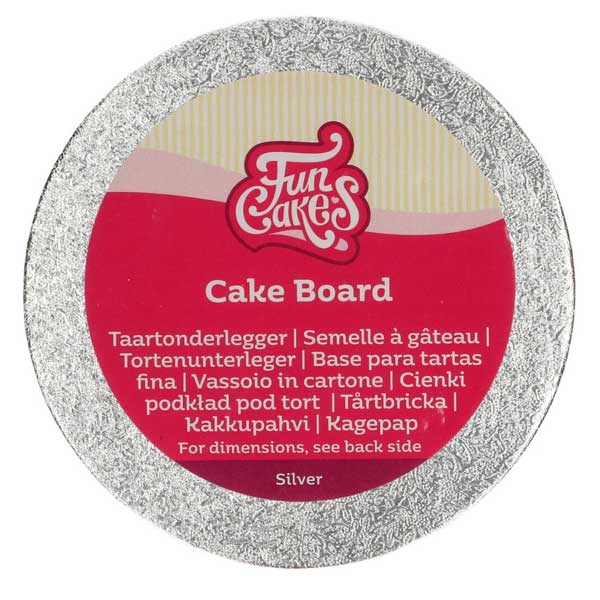 Fun
Cakes
Cake Board
Taartonderlegger | Semelle à gâteau |
Tortenunterleger | Base para tartas
fina | Vassoio in cartone | Cienki
podkład pod tort | Tårtbricka |
Kakkupahvi | Kagepap
For dimensions, see back side
Silver